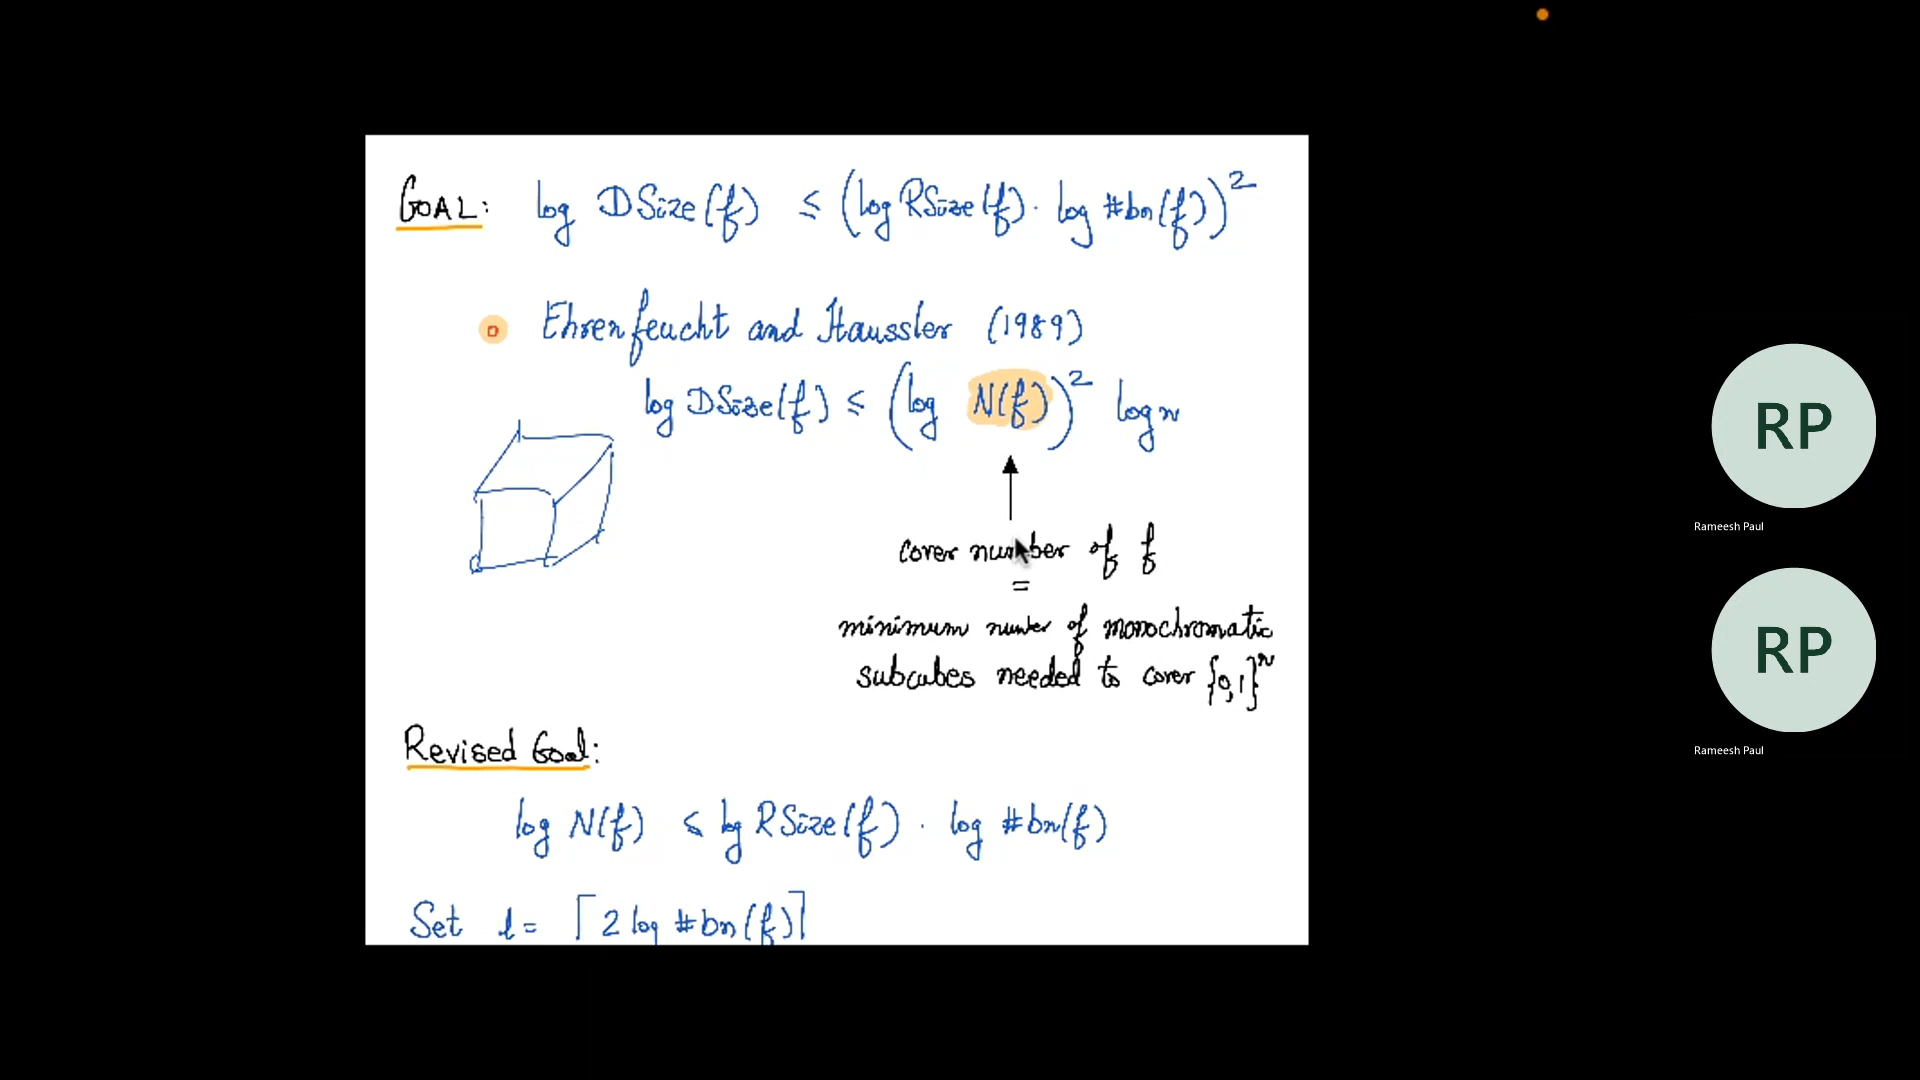 GOAL: log DSize(f) ≤ (log RSize(f) · log #bn(f))²
Ehrenfeucht and Haussler (1989)
log DSize(f) ≤ (log N(f))² log n
cover number of f
=
minimum number of monochromatic
subcubes needed to cover {0,1}ⁿ
Revised Goal:
log N(f) ≤ log RSize(f) · log #bn(f)
Set l = ⌈2 log #bn(f)⌉
RP
Rameesh Paul
RP
Rameesh Paul